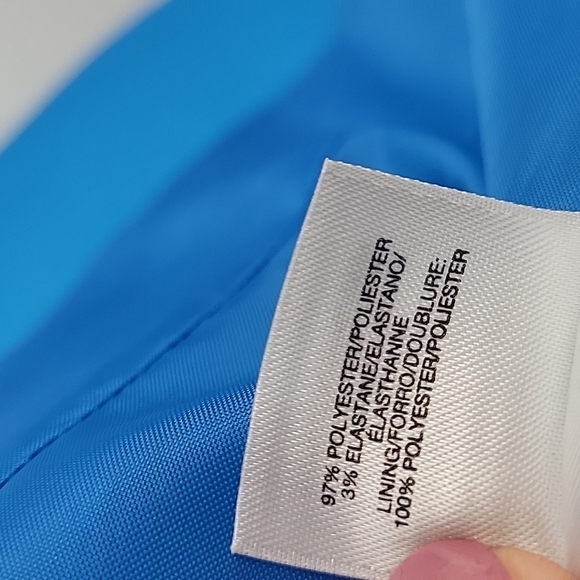 97% POLYESTER/POLIESTER
3% ELASTANE/ELASTANO/
ÉLASTHANNE
LINING/FORRO/DOUBLURE:
100% POLYESTER/POLIESTER